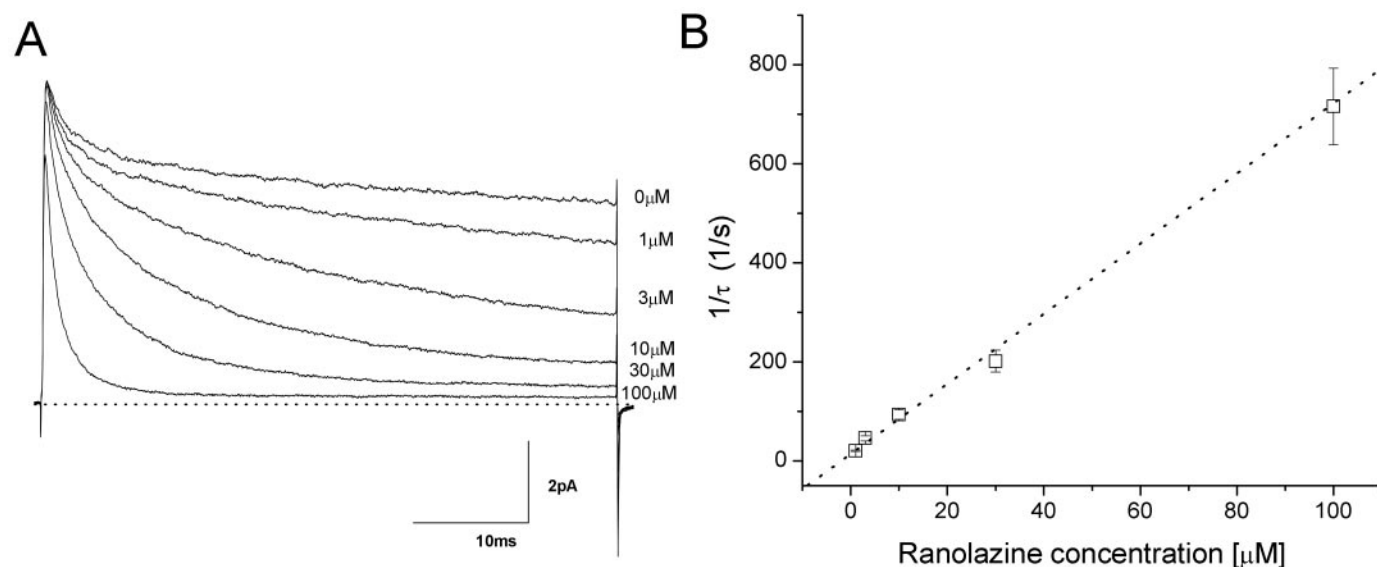 A
0μM
1μM
3μM
10μM
30μM
100μM
2pA
10ms
B
1/τ (1/s)
800
600
400
200
0
0 20 40 60 80 100
Ranolazine concentration [μM]